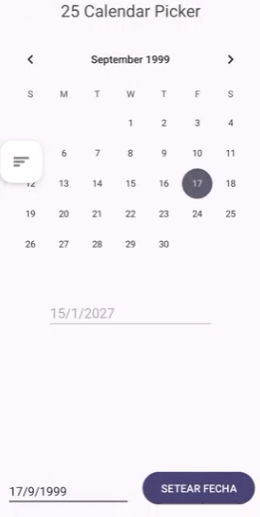 25 Calendar Picker
September 1999
S M T W T F S
1 2 3 4
6 7 8 9 10 11
12 13 14 15 16 17 18
19 20 21 22 23 24 25
26 27 28 29 30
15/1/2027
17/9/1999 SETEAR FECHA